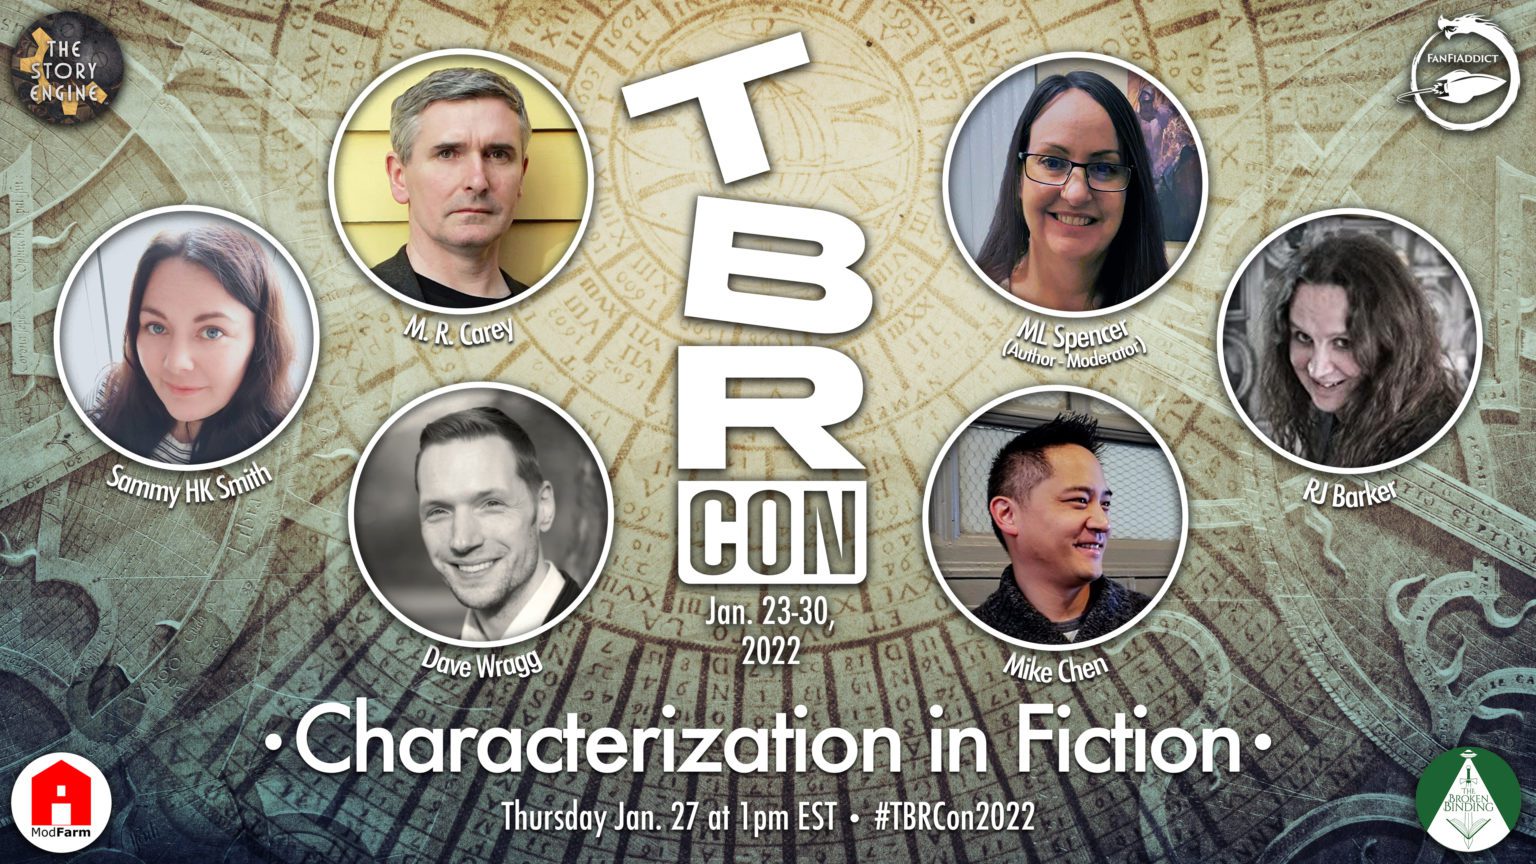 THE
STORY
ENGINE
FANFIADDICT
TBR
CON
Jan. 23-30,
2022
M. R. Carey
ML Spencer
(Author - Moderator)
Sammy HK Smith
RJ Barker
Dave Wragg
Mike Chen
• Characterization in Fiction •
Thursday Jan. 27 at 1pm EST • #TBRCon2022
ModFarm
THE
BROKEN
BINDING